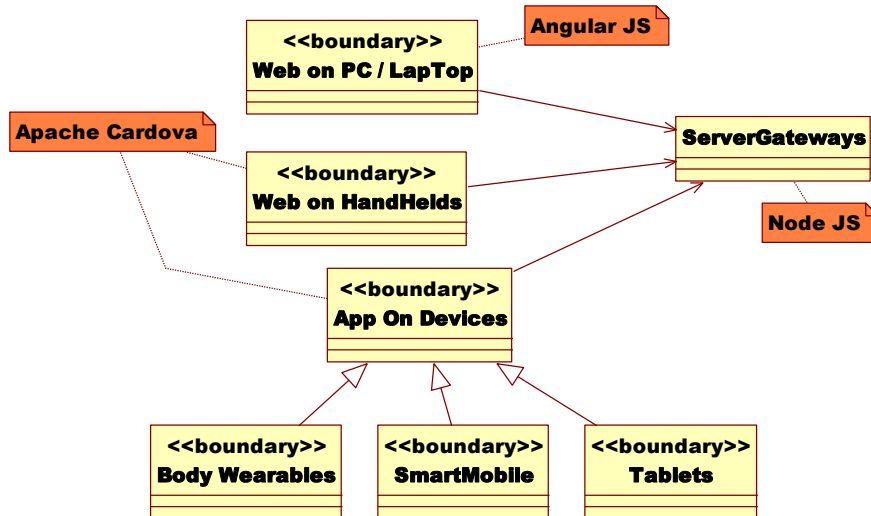 <<boundary>>
Web on PC / LapTop
Angular JS
Apache Cardova
ServerGateways
<<boundary>>
Web on HandHelds
Node JS
<<boundary>>
App On Devices
<<boundary>>
Body Wearables
<<boundary>>
SmartMobile
<<boundary>>
Tablets